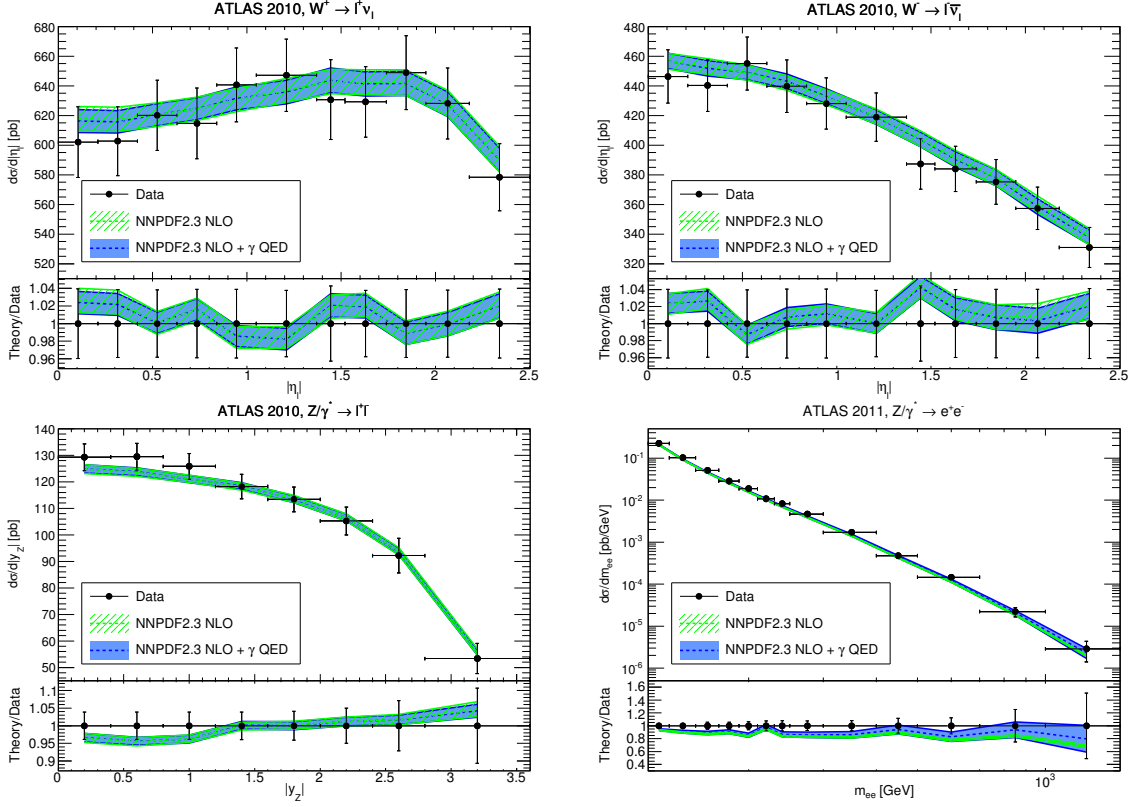 ATLAS 2010, W⁺ → l⁺ν_l
dσ/d|η_l| [pb]
680
660
640
620
600
580
560
540
520
Data
NNPDF2.3 NLO
NNPDF2.3 NLO + γ QED
Theory/Data
1.04
1.02
1
0.98
0.96
0 0.5 1 1.5 2 2.5
|η_l|
ATLAS 2010, W⁻ → l⁻ν̅_l
dσ/d|η_l| [pb]
480
460
440
420
400
380
360
340
320
300
Data
NNPDF2.3 NLO
NNPDF2.3 NLO + γ QED
Theory/Data
1.04
1.02
1
0.98
0.96
0 0.5 1 1.5 2 2.5
|η_l|
ATLAS 2010, Z/γ* → l⁺l⁻
dσ/d|y_Z| [pb]
140
130
120
110
100
90
80
70
60
50
Data
NNPDF2.3 NLO
NNPDF2.3 NLO + γ QED
Theory/Data
1.1
1.05
1
0.95
0.9
0 0.5 1 1.5 2 2.5 3 3.5
|y_Z|
ATLAS 2011, Z/γ* → e⁺e⁻
dσ/dm_ee [pb/GeV]
10⁻¹
10⁻²
10⁻³
10⁻⁴
10⁻⁵
10⁻⁶
Data
NNPDF2.3 NLO
NNPDF2.3 NLO + γ QED
Theory/Data
1.6
1.4
1.2
1.0
0.8
0.6
0.4
10³
m_ee [GeV]